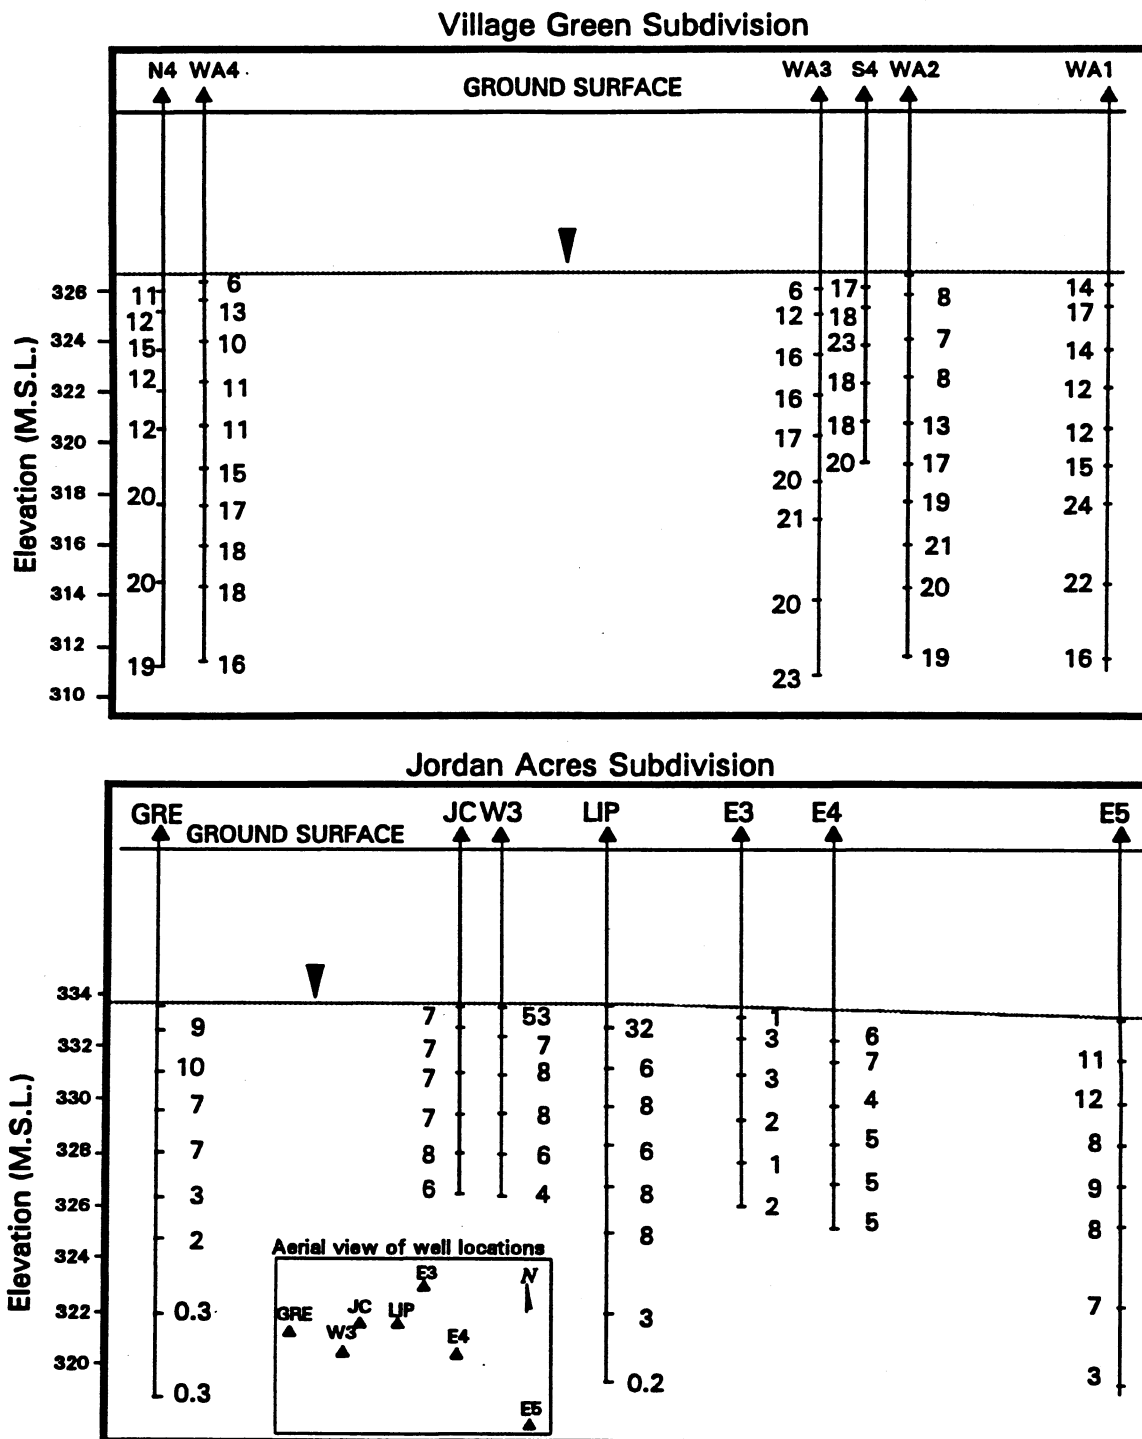 Village Green Subdivision
N4 WA4 GROUND SURFACE WA3 S4 WA2 WA1
Elevation (M.S.L.)
326 11 6 6 17 8 14
12 13 12 18 17
324 15 10 16 23 7 14
322 12 11 16 18 8 12
320 12 11 17 18 13 12
15 20 20 17 15
318 20 17 21 19 24
316 18 21
314 20 18 20 20 22
312 19 16 23 19 16
310
Jordan Acres Subdivision
GRE JC W3 LIP E3 E4 E5
GROUND SURFACE
Elevation (M.S.L.)
334
9 7 53 32 1 6
332 10 7 7 6 3 7 11
330 7 7 8 8 3 4 12
328 7 7 8 6 2 5 8
326 3 8 6 8 1 5 9
2 6 4 8 2 5 8
324
322 0.3 3 7
320 0.3 0.2 3
Aerial view of well locations
E3 N
GRE JC LIP
W3 E4
E5